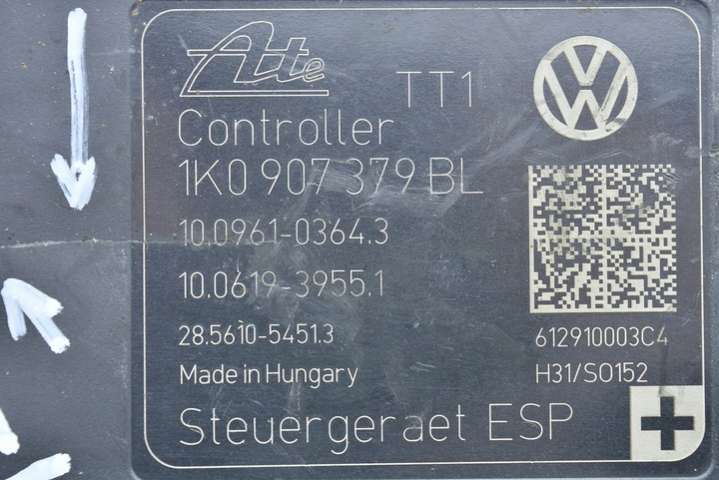 Ate
TT1
Controller
1K0 907 379 BL
10.0961-0364.3
10.0619-3955.1
28.5610-5451.3
612910003C4
Made in Hungary
H31/S0152
Steuergeraet ESP